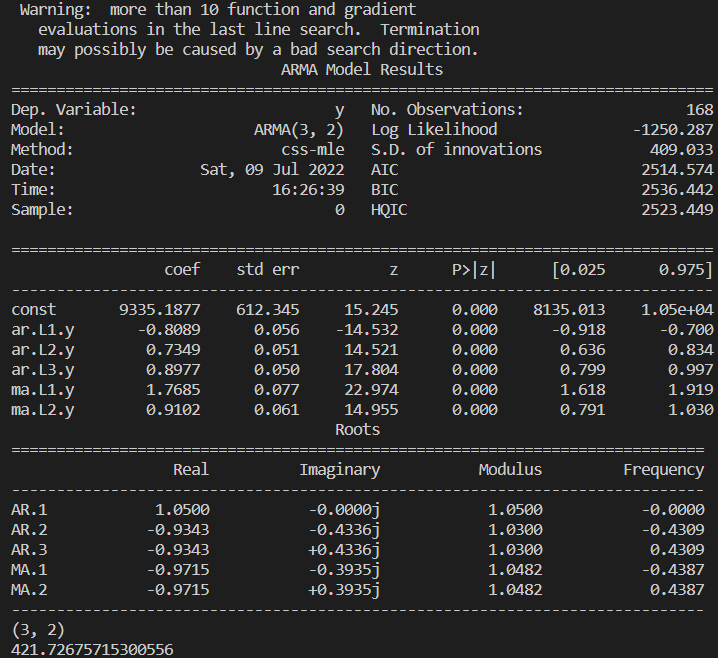 Warning:  more than 10 function and gradient
  evaluations in the last line search.  Termination
  may possibly be caused by a bad search direction.
                              ARMA Model Results
==============================================================================
Dep. Variable:                      y   No. Observations:                  168
Model:                     ARMA(3, 2)   Log Likelihood               -1250.287
Method:                       css-mle   S.D. of innovations            409.033
Date:                Sat, 09 Jul 2022   AIC                           2514.574
Time:                        16:26:39   BIC                           2536.442
Sample:                             0   HQIC                          2523.449

==============================================================================
                 coef    std err          z      P>|z|      [0.025      0.975]
------------------------------------------------------------------------------
const       9335.1877    612.345     15.245      0.000    8135.013    1.05e+04
ar.L1.y       -0.8089      0.056    -14.532      0.000      -0.918      -0.700
ar.L2.y        0.7349      0.051     14.521      0.000       0.636       0.834
ar.L3.y        0.8977      0.050     17.804      0.000       0.799       0.997
ma.L1.y        1.7685      0.077     22.974      0.000       1.618       1.919
ma.L2.y        0.9102      0.061     14.955      0.000       0.791       1.030
                                    Roots
=============================================================================
                  Real          Imaginary           Modulus         Frequency
-----------------------------------------------------------------------------
AR.1            1.0500           -0.0000j            1.0500           -0.0000
AR.2           -0.9343           -0.4336j            1.0300           -0.4309
AR.3           -0.9343           +0.4336j            1.0300            0.4309
MA.1           -0.9715           -0.3935j            1.0482           -0.4387
MA.2           -0.9715           +0.3935j            1.0482            0.4387
-----------------------------------------------------------------------------
(3, 2)
421.72675715300556